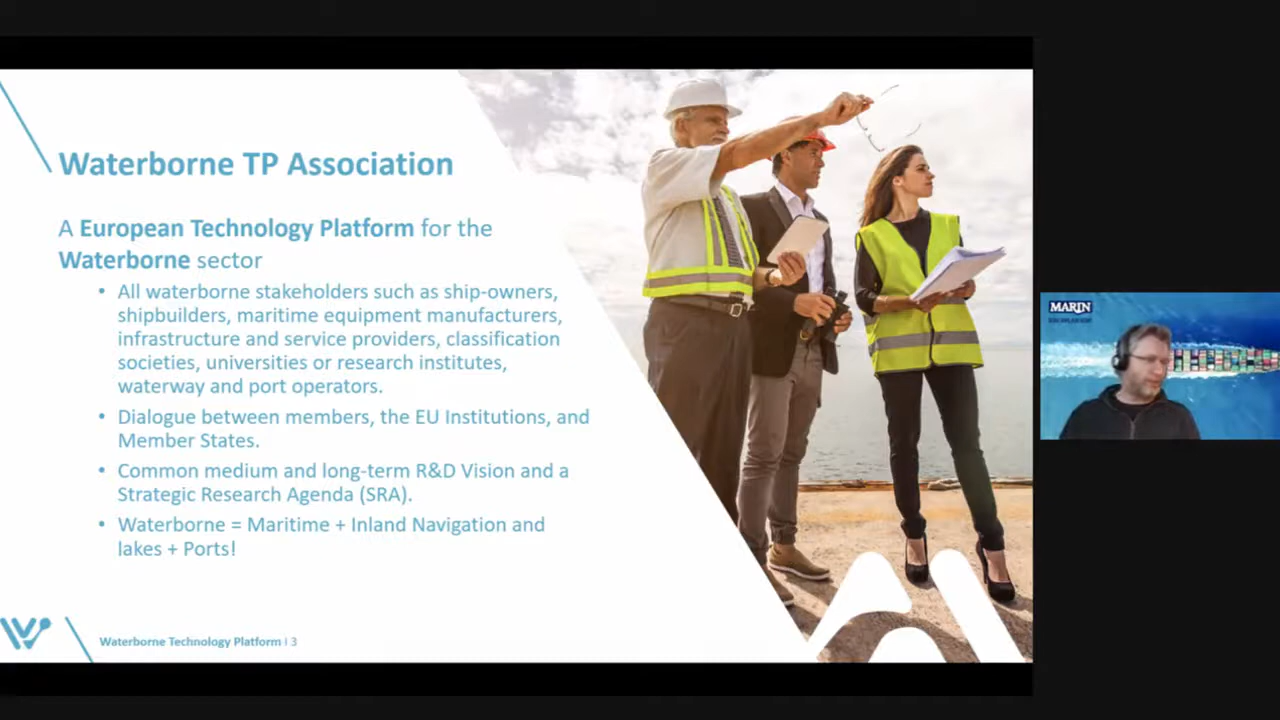 Waterborne TP Association
A European Technology Platform for the
Waterborne sector
• All waterborne stakeholders such as ship-owners,
shipbuilders, maritime equipment manufacturers,
infrastructure and service providers, classification
societies, universities or research institutes,
waterway and port operators.
• Dialogue between members, the EU Institutions, and
Member States.
• Common medium and long-term R&D Vision and a
Strategic Research Agenda (SRA).
• Waterborne = Maritime + Inland Navigation and
lakes + Ports!
Waterborne Technology Platform | 3
MARIN